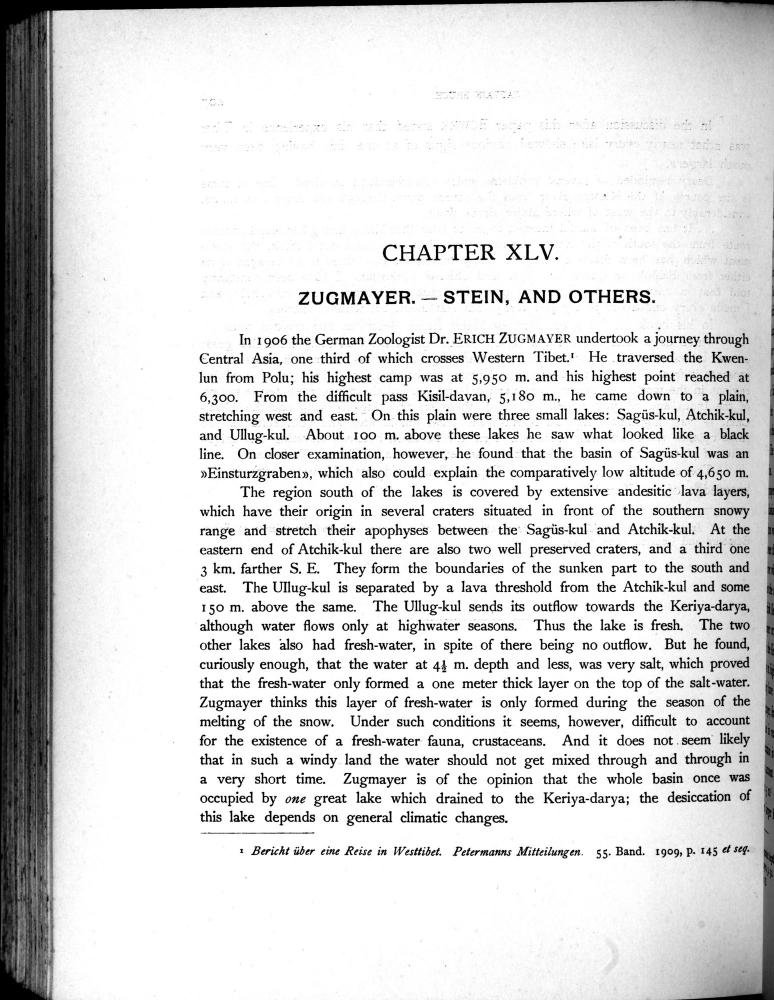 CHAPTER XLV.
ZUGMAYER. — STEIN, AND OTHERS.
In 1906 the German Zoologist Dr. ERICH ZUGMAYER undertook a journey through
Central Asia, one third of which crosses Western Tibet.¹ He traversed the Kwen-
lun from Polu; his highest camp was at 5,950 m. and his highest point reached at
6,300. From the difficult pass Kisil-davan, 5,180 m., he came down to a plain,
stretching west and east. On this plain were three small lakes: Sagüs-kul, Atchik-kul,
and Ullug-kul. About 100 m. above these lakes he saw what looked like a black
line. On closer examination, however, he found that the basin of Sagüs-kul was an
»Einsturzgraben», which also could explain the comparatively low altitude of 4,650 m.
The region south of the lakes is covered by extensive andesitic lava layers,
which have their origin in several craters situated in front of the southern snowy
range and stretch their apophyses between the Sagüs-kul and Atchik-kul. At the
eastern end of Atchik-kul there are also two well preserved craters, and a third one
3 km. farther S. E. They form the boundaries of the sunken part to the south and
east. The Ullug-kul is separated by a lava threshold from the Atchik-kul and some
150 m. above the same. The Ullug-kul sends its outflow towards the Keriya-darya,
although water flows only at highwater seasons. Thus the lake is fresh. The two
other lakes also had fresh-water, in spite of there being no outflow. But he found,
curiously enough, that the water at 4½ m. depth and less, was very salt, which proved
that the fresh-water only formed a one meter thick layer on the top of the salt-water.
Zugmayer thinks this layer of fresh-water is only formed during the season of the
melting of the snow. Under such conditions it seems, however, difficult to account
for the existence of a fresh-water fauna, crustaceans. And it does not seem likely
that in such a windy land the water should not get mixed through and through in
a very short time. Zugmayer is of the opinion that the whole basin once was
occupied by one great lake which drained to the Keriya-darya; the desiccation of
this lake depends on general climatic changes.
¹ Bericht über eine Reise in Westtibet. Petermanns Mitteilungen. 55. Band. 1909, p. 145 et seq.